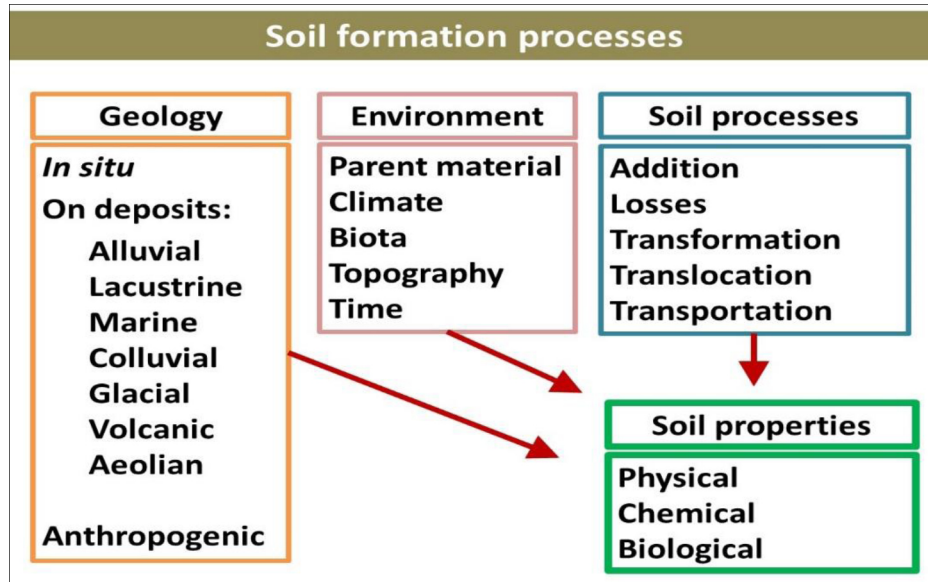 Soil formation processes
Geology
In situ
On deposits:
Alluvial
Lacustrine
Marine
Colluvial
Glacial
Volcanic
Aeolian
Anthropogenic
Environment
Parent material
Climate
Biota
Topography
Time
Soil processes
Addition
Losses
Transformation
Translocation
Transportation
Soil properties
Physical
Chemical
Biological